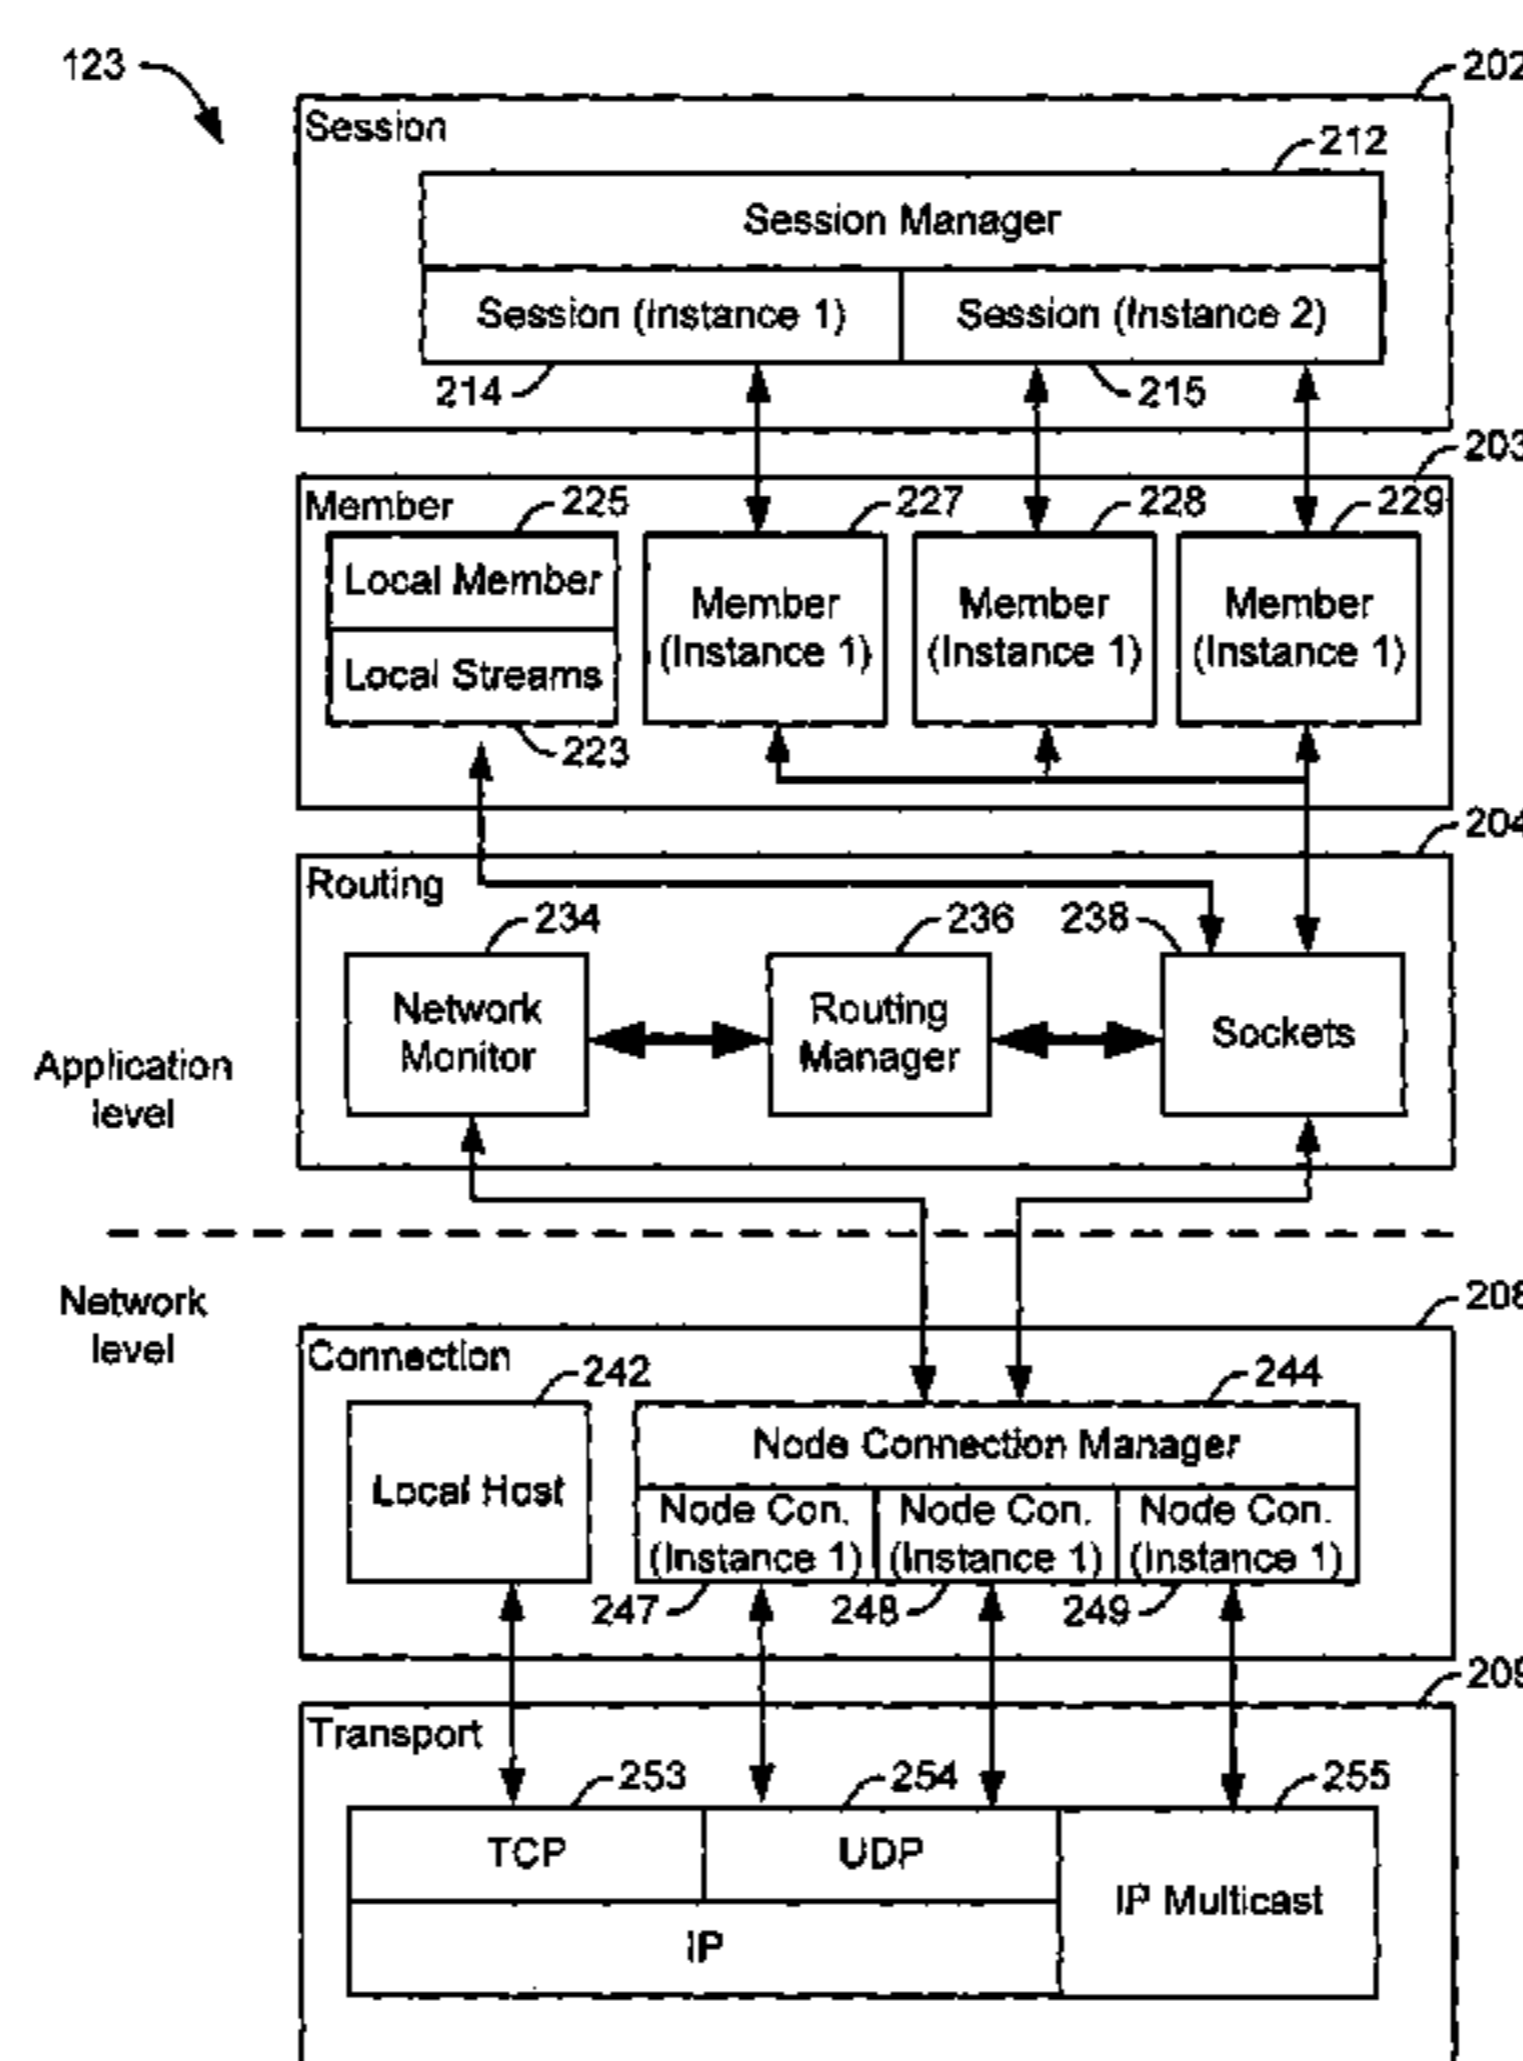 123
202
Session
212
Session Manager
Session (Instance 1)
Session (Instance 2)
214
215
203
Member
225
227
228
229
Local Member
Local Streams
Member
(Instance 1)
Member
(Instance 1)
Member
(Instance 1)
223
204
Routing
234
236
238
Network
Monitor
Routing
Manager
Sockets
Application
level
Network
level
208
Connection
242
244
Local Host
Node Connection Manager
Node Con.
(Instance 1)
Node Con.
(Instance 1)
Node Con.
(Instance 1)
247
248
249
209
Transport
253
254
255
TCP
UDP
IP Multicast
IP